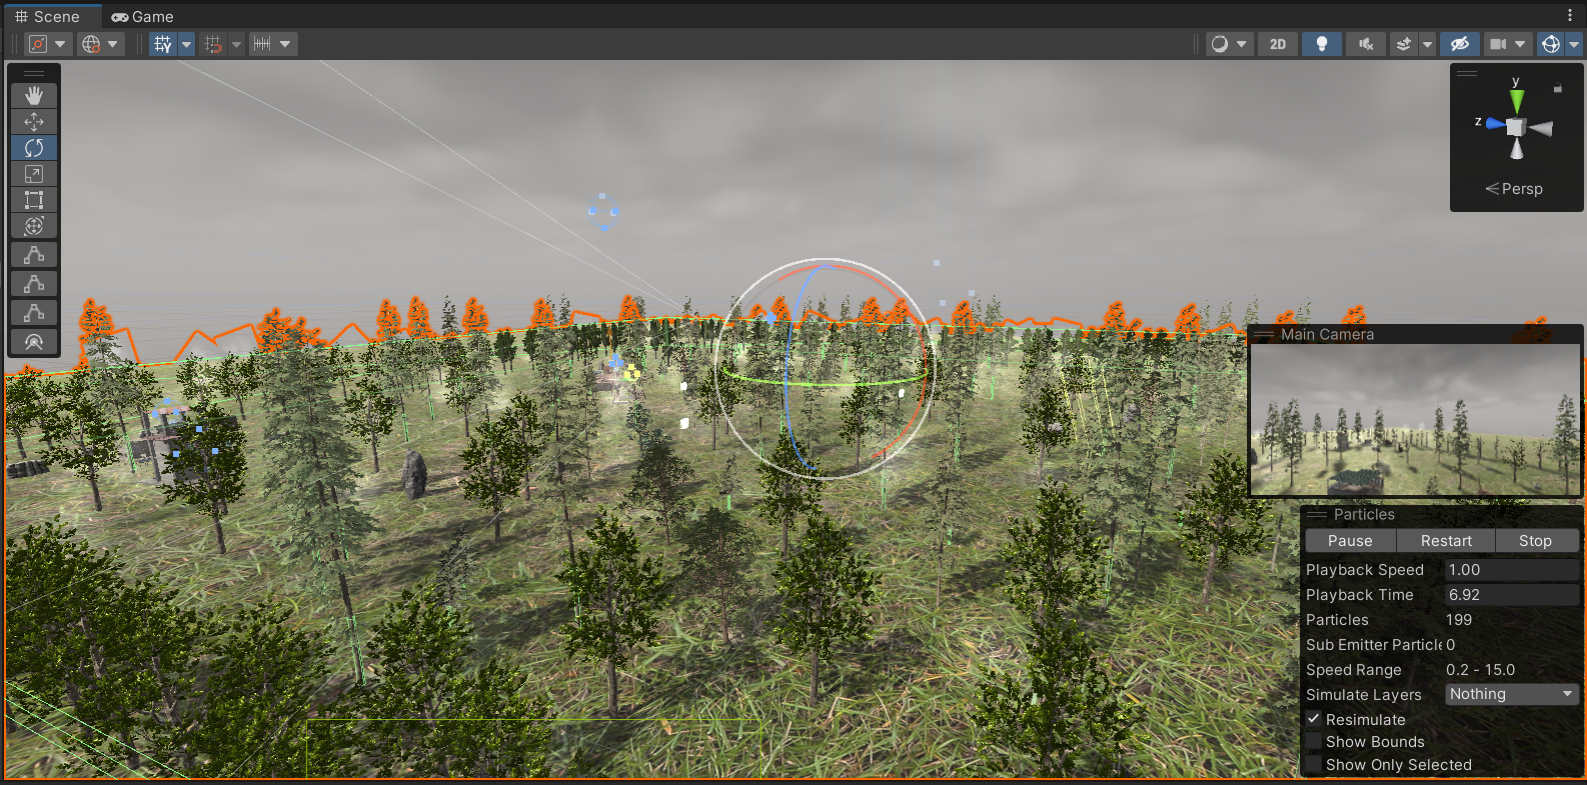 Scene
Game
2D
y
z
Persp
Main Camera
Particles
Pause
Restart
Stop
Playback Speed
1.00
Playback Time
6.92
Particles
199
Sub Emitter Particle
0
Speed Range
0.2 - 15.0
Simulate Layers
Nothing
Resimulate
Show Bounds
Show Only Selected